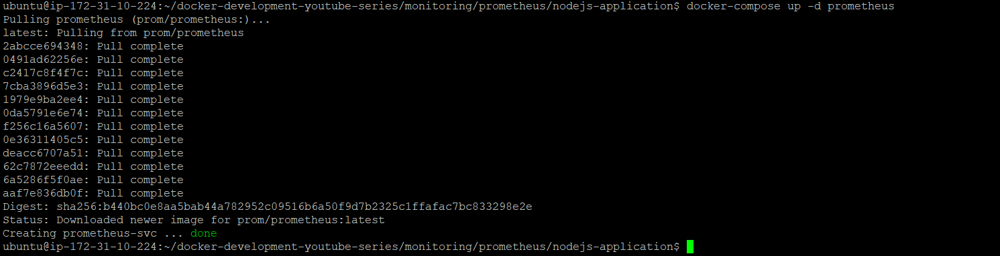 ubuntu@ip-172-31-10-224:~/docker-development-youtube-series/monitoring/prometheus/nodejs-application$ docker-compose up -d prometheus
Pulling prometheus (prom/prometheus:)...
latest: Pulling from prom/prometheus
2abcce694348: Pull complete
0491ad62256e: Pull complete
c2417c8f4f7c: Pull complete
7cba3896d5e3: Pull complete
1979e9ba2ee4: Pull complete
0da5791e6e74: Pull complete
f256c16a5607: Pull complete
0e36311405c5: Pull complete
deacc6707a51: Pull complete
62c7872eeedd: Pull complete
6a5286f5f0ae: Pull complete
aaf7e836db0f: Pull complete
Digest: sha256:b440bc0e8aa5bab44a782952c09516b6a50f9d7b2325c1ffafac7bc833298e2e
Status: Downloaded newer image for prom/prometheus:latest
Creating prometheus-svc ... done
ubuntu@ip-172-31-10-224:~/docker-development-youtube-series/monitoring/prometheus/nodejs-application$